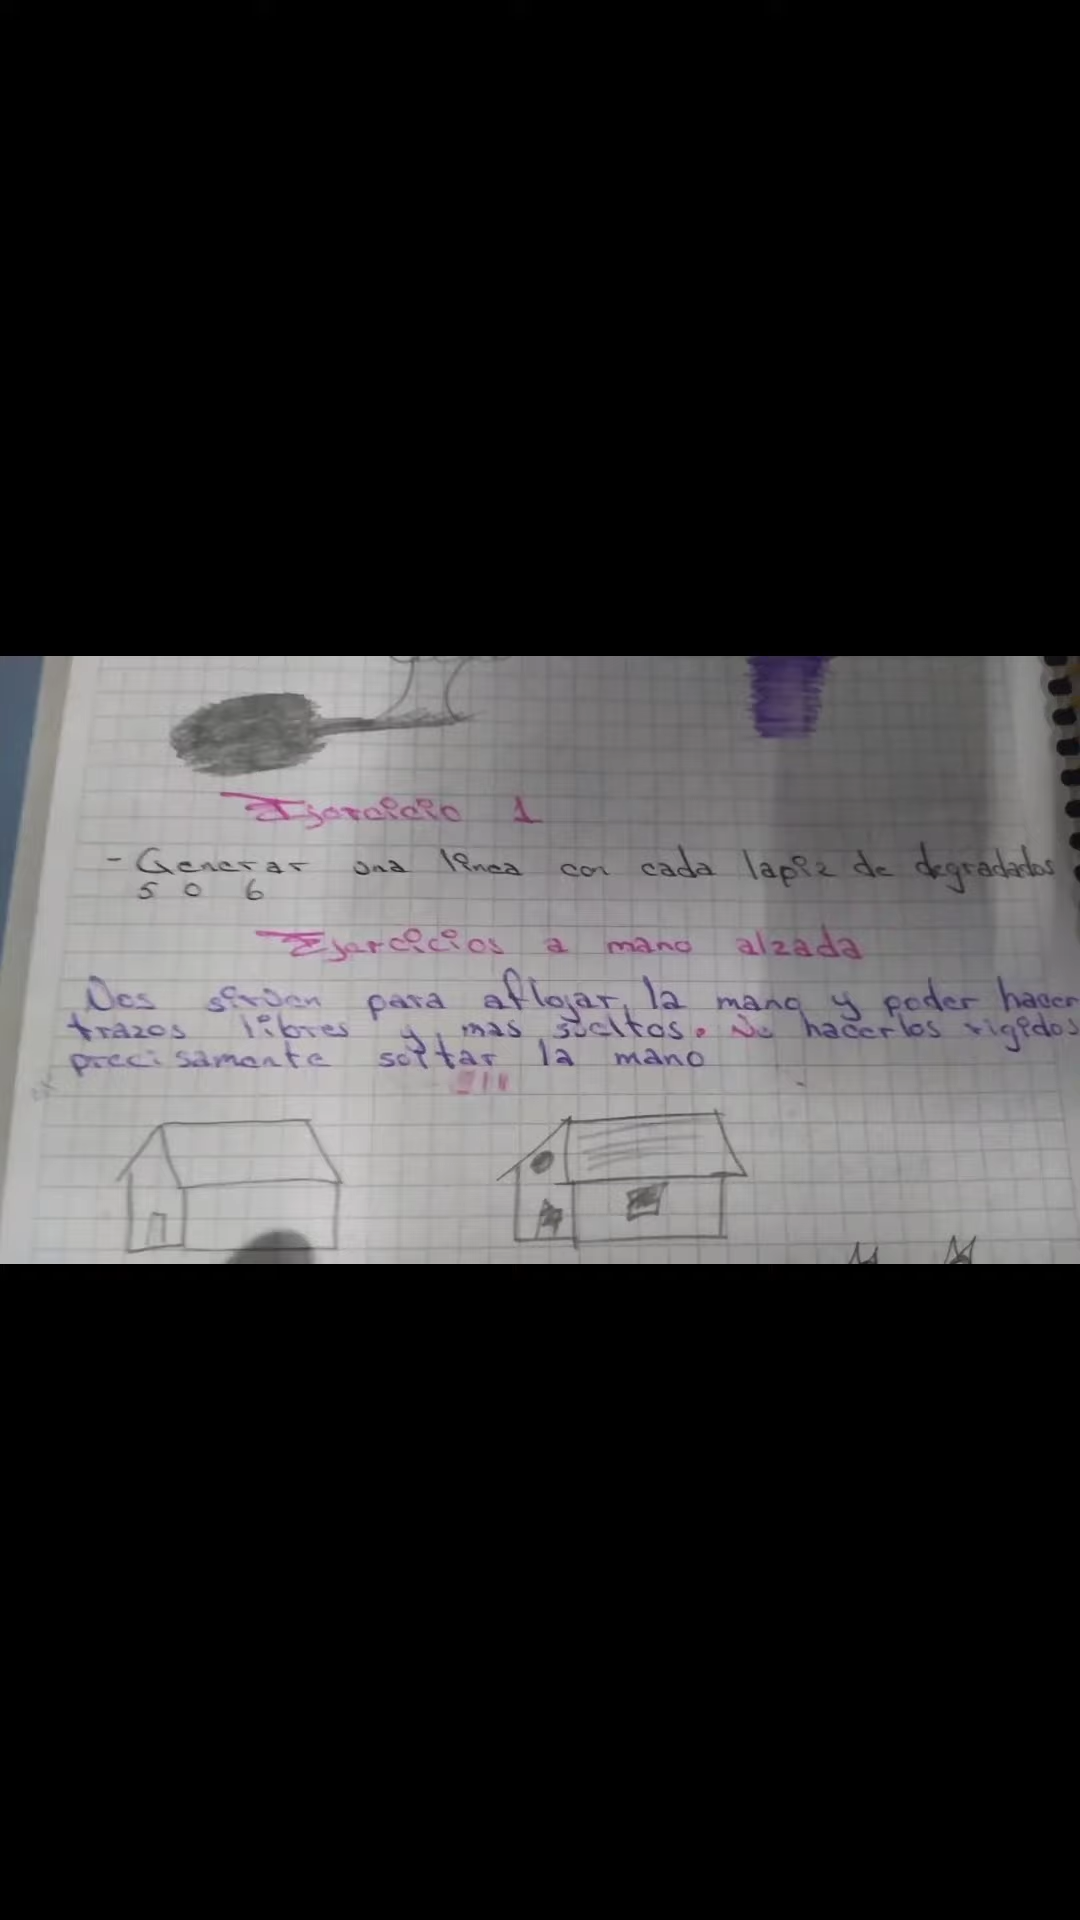 Ejercicio 1
- Generar una linea con cada lapiz de degradados
5 o 6
Ejercicios a mano alzada
Nos sirven para aflojar la mano y poder hacer
trazos libres y mas sueltos. No hacerlos rigidos
precisamente soltar la mano